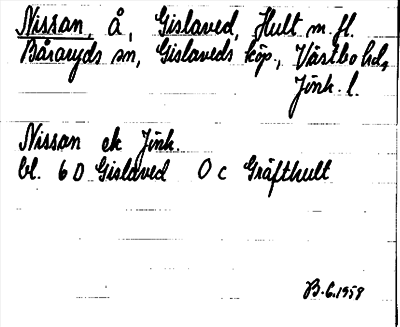 Nissan, å, Gislaved, Hult m. fl.
Båraryds sn, Gislaveds köp., Västbo hd,
Jönk. l.
Nissan ek Jönk.
bl. 6 D Gislaved 0 c Gräfthult
B. G. 1958